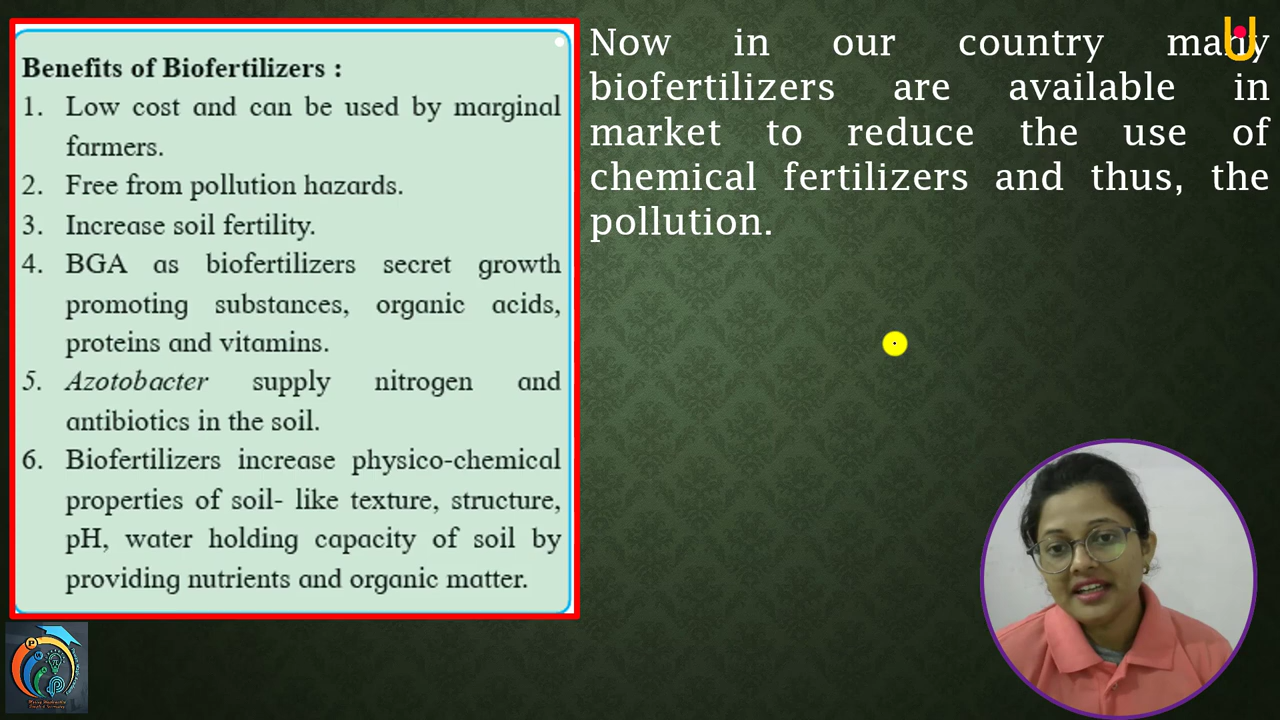 Benefits of Biofertilizers :
1. Low cost and can be used by marginal
farmers.
2. Free from pollution hazards.
3. Increase soil fertility.
4. BGA as biofertilizers secret growth
promoting substances, organic acids,
proteins and vitamins.
5. Azotobacter supply nitrogen and
antibiotics in the soil.
6. Biofertilizers increase physico-chemical
properties of soil- like texture, structure,
pH, water holding capacity of soil by
providing nutrients and organic matter.
Now in our country many
biofertilizers are available in
market to reduce the use of
chemical fertilizers and thus, the
pollution.